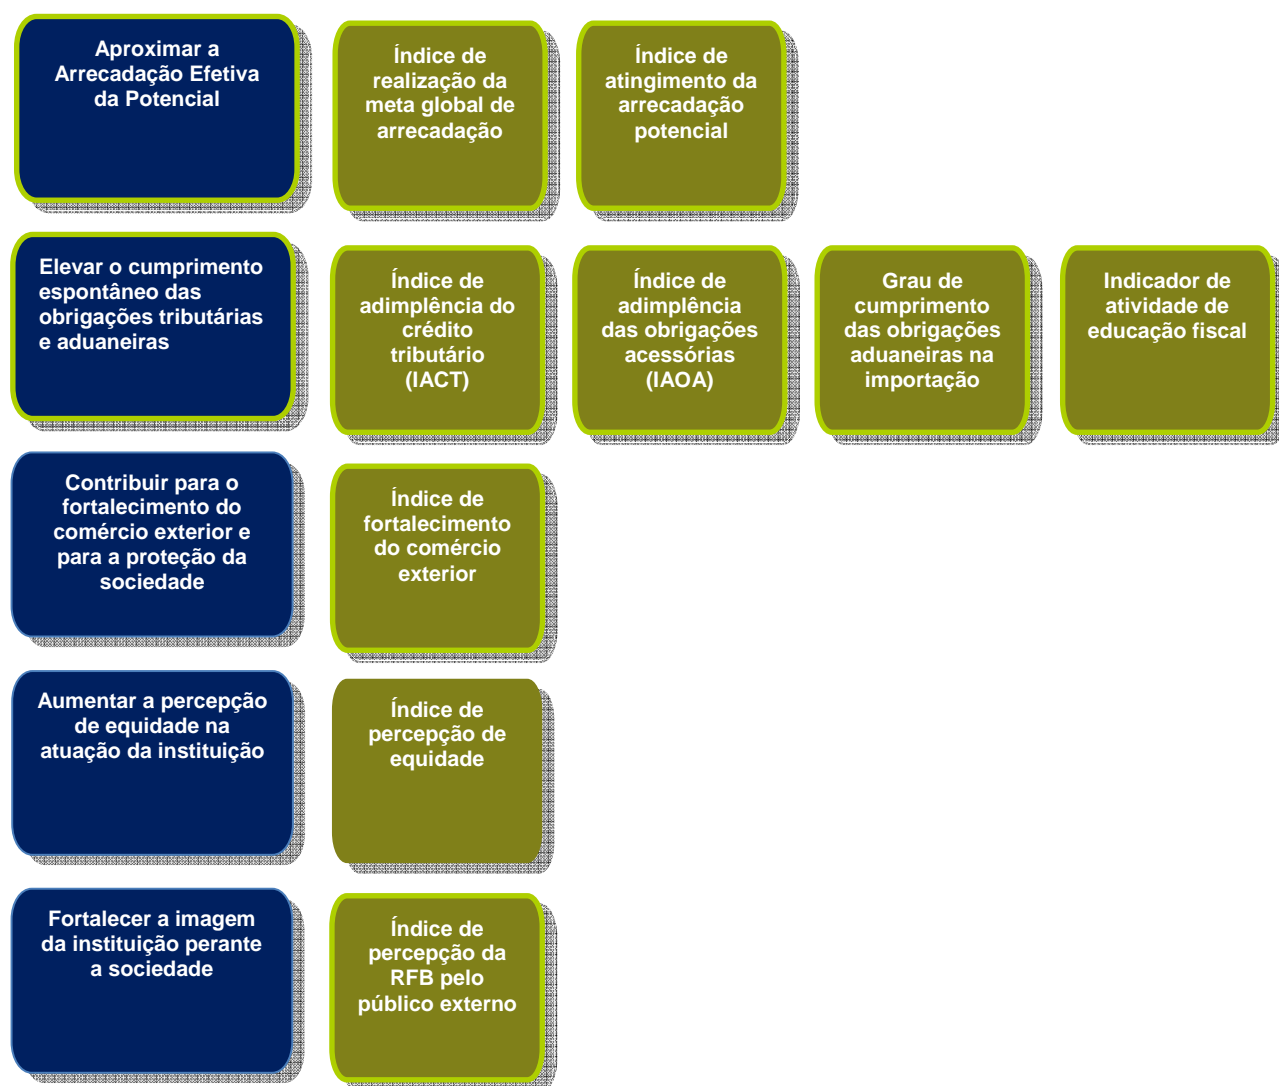 Aproximar a
Arrecadação Efetiva
da Potencial
Índice de
realização da
meta global de
arrecadação
Índice de
atingimento da
arrecadação
potencial
Elevar o cumprimento
espontâneo das
obrigações tributárias
e aduaneiras
Índice de
adimplência do
crédito
tributário
(IACT)
Índice de
adimplência
das obrigações
acessórias
(IAOA)
Grau de
cumprimento
das obrigações
aduaneiras na
importação
Indicador de
atividade de
educação fiscal
Contribuir para o
fortalecimento do
comércio exterior e
para a proteção da
sociedade
Índice de
fortalecimento
do comércio
exterior
Aumentar a percepção
de equidade na
atuação da instituição
Índice de
percepção de
equidade
Fortalecer a imagem
da instituição perante
a sociedade
Índice de
percepção da
RFB pelo
público externo